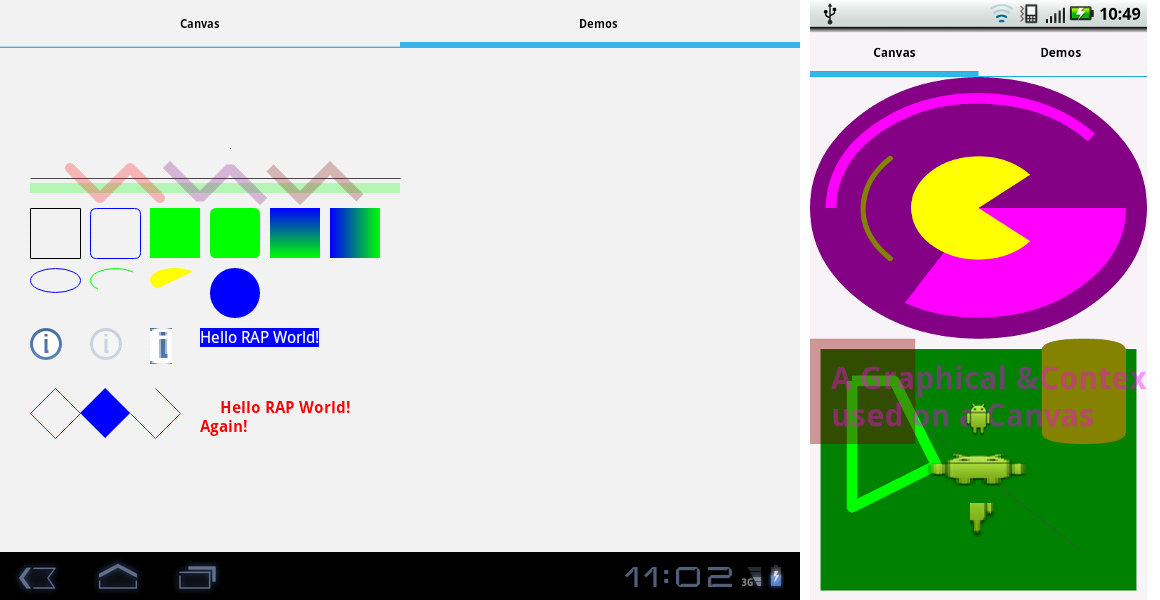 Canvas Demos
Hello RAP World!
Hello RAP World!
Again!
11:02
3G
10:49
Canvas Demos
A Graphical &Contex
used on a Canvas